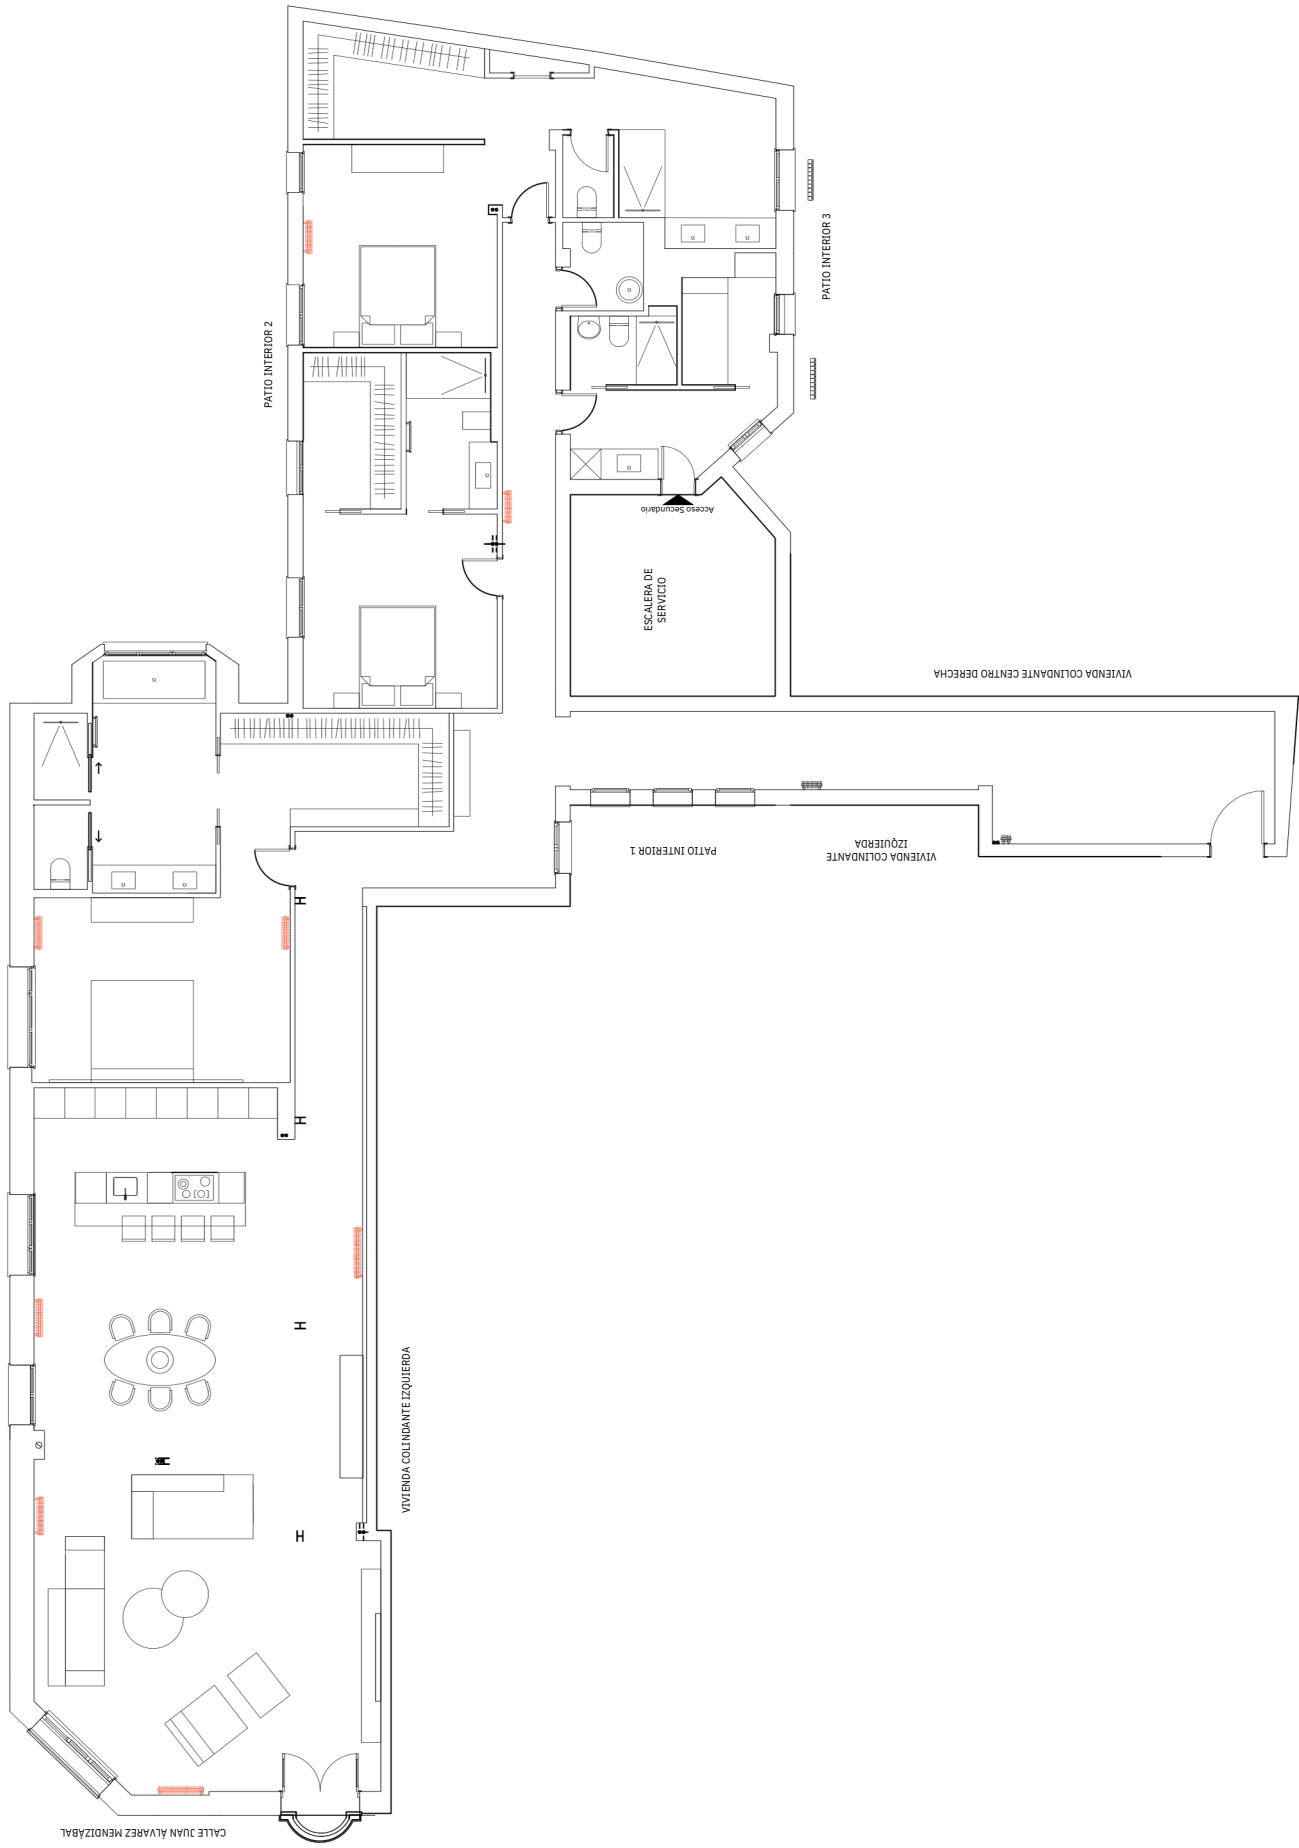 PATIO INTERIOR 2
PATIO INTERIOR 3
Acceso Secundario
ESCALERA DE
SERVICIO
VIVIENDA COLINDANTE CENTRO DERECHA
PATIO INTERIOR 1
VIVIENDA COLINDANTE
IZQUIERDA
VIVIENDA COLINDANTE IZQUIERDA
CALLE JUAN ÁLVAREZ MENDIZÁBAL